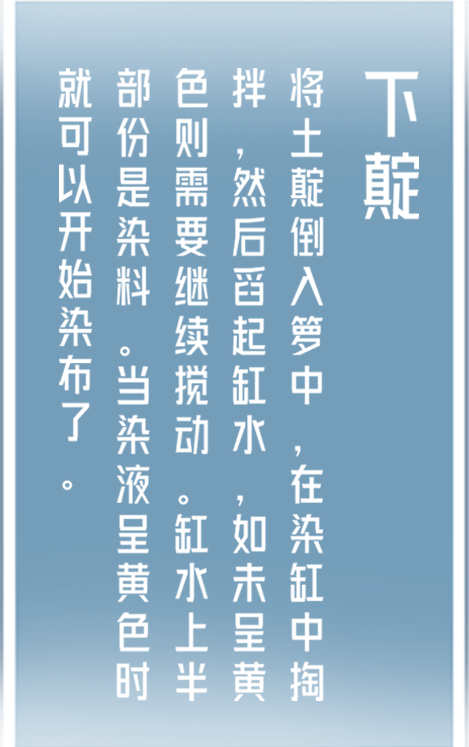 下靛
将土靛倒入箩中，在染缸中掏
拌，然后舀起缸水，如未呈黄
色则需要继续搅动。缸水上半
部份是染料。当染液呈黄色时
就可以开始染布了。